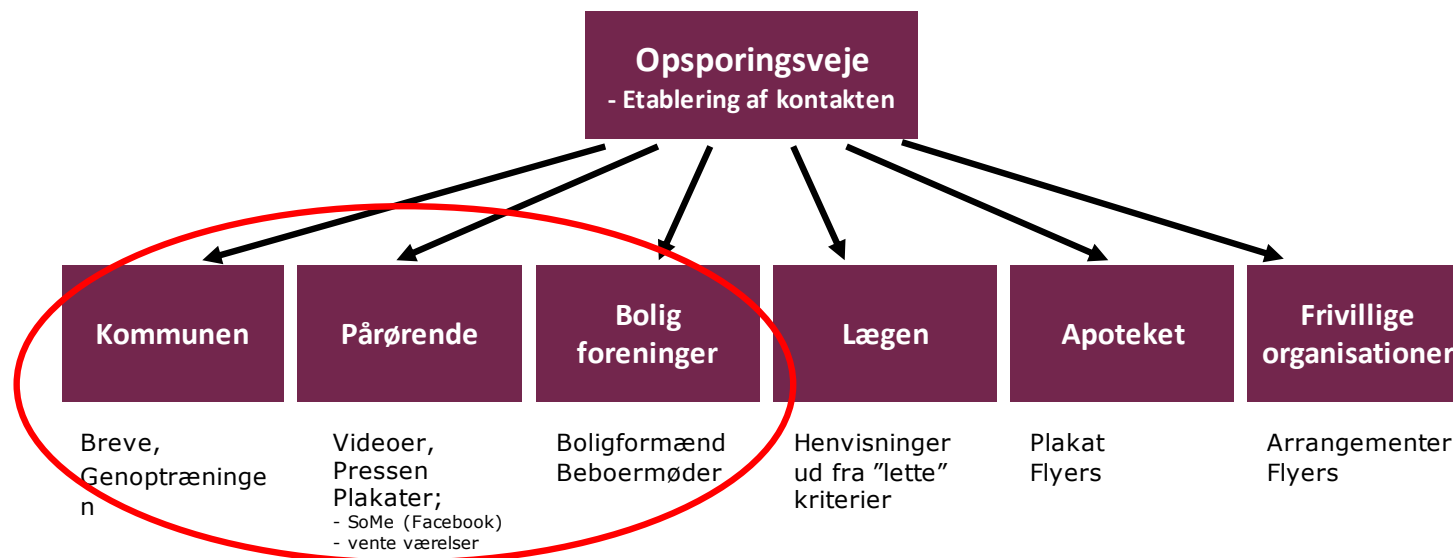 Opsporingsveje
- Etablering af kontakten
Kommunen
Pårørende
Bolig
foreninger
Lægen
Apoteket
Frivillige
organisationer
Breve,
Genoptræninge
n
Videoer,
Pressen
Plakater;
- SoMe (Facebook)
- vente værelser
Boligformænd
Beboermøder
Henvisninger
ud fra ”lette”
kriterier
Plakat
Flyers
Arrangementer
Flyers